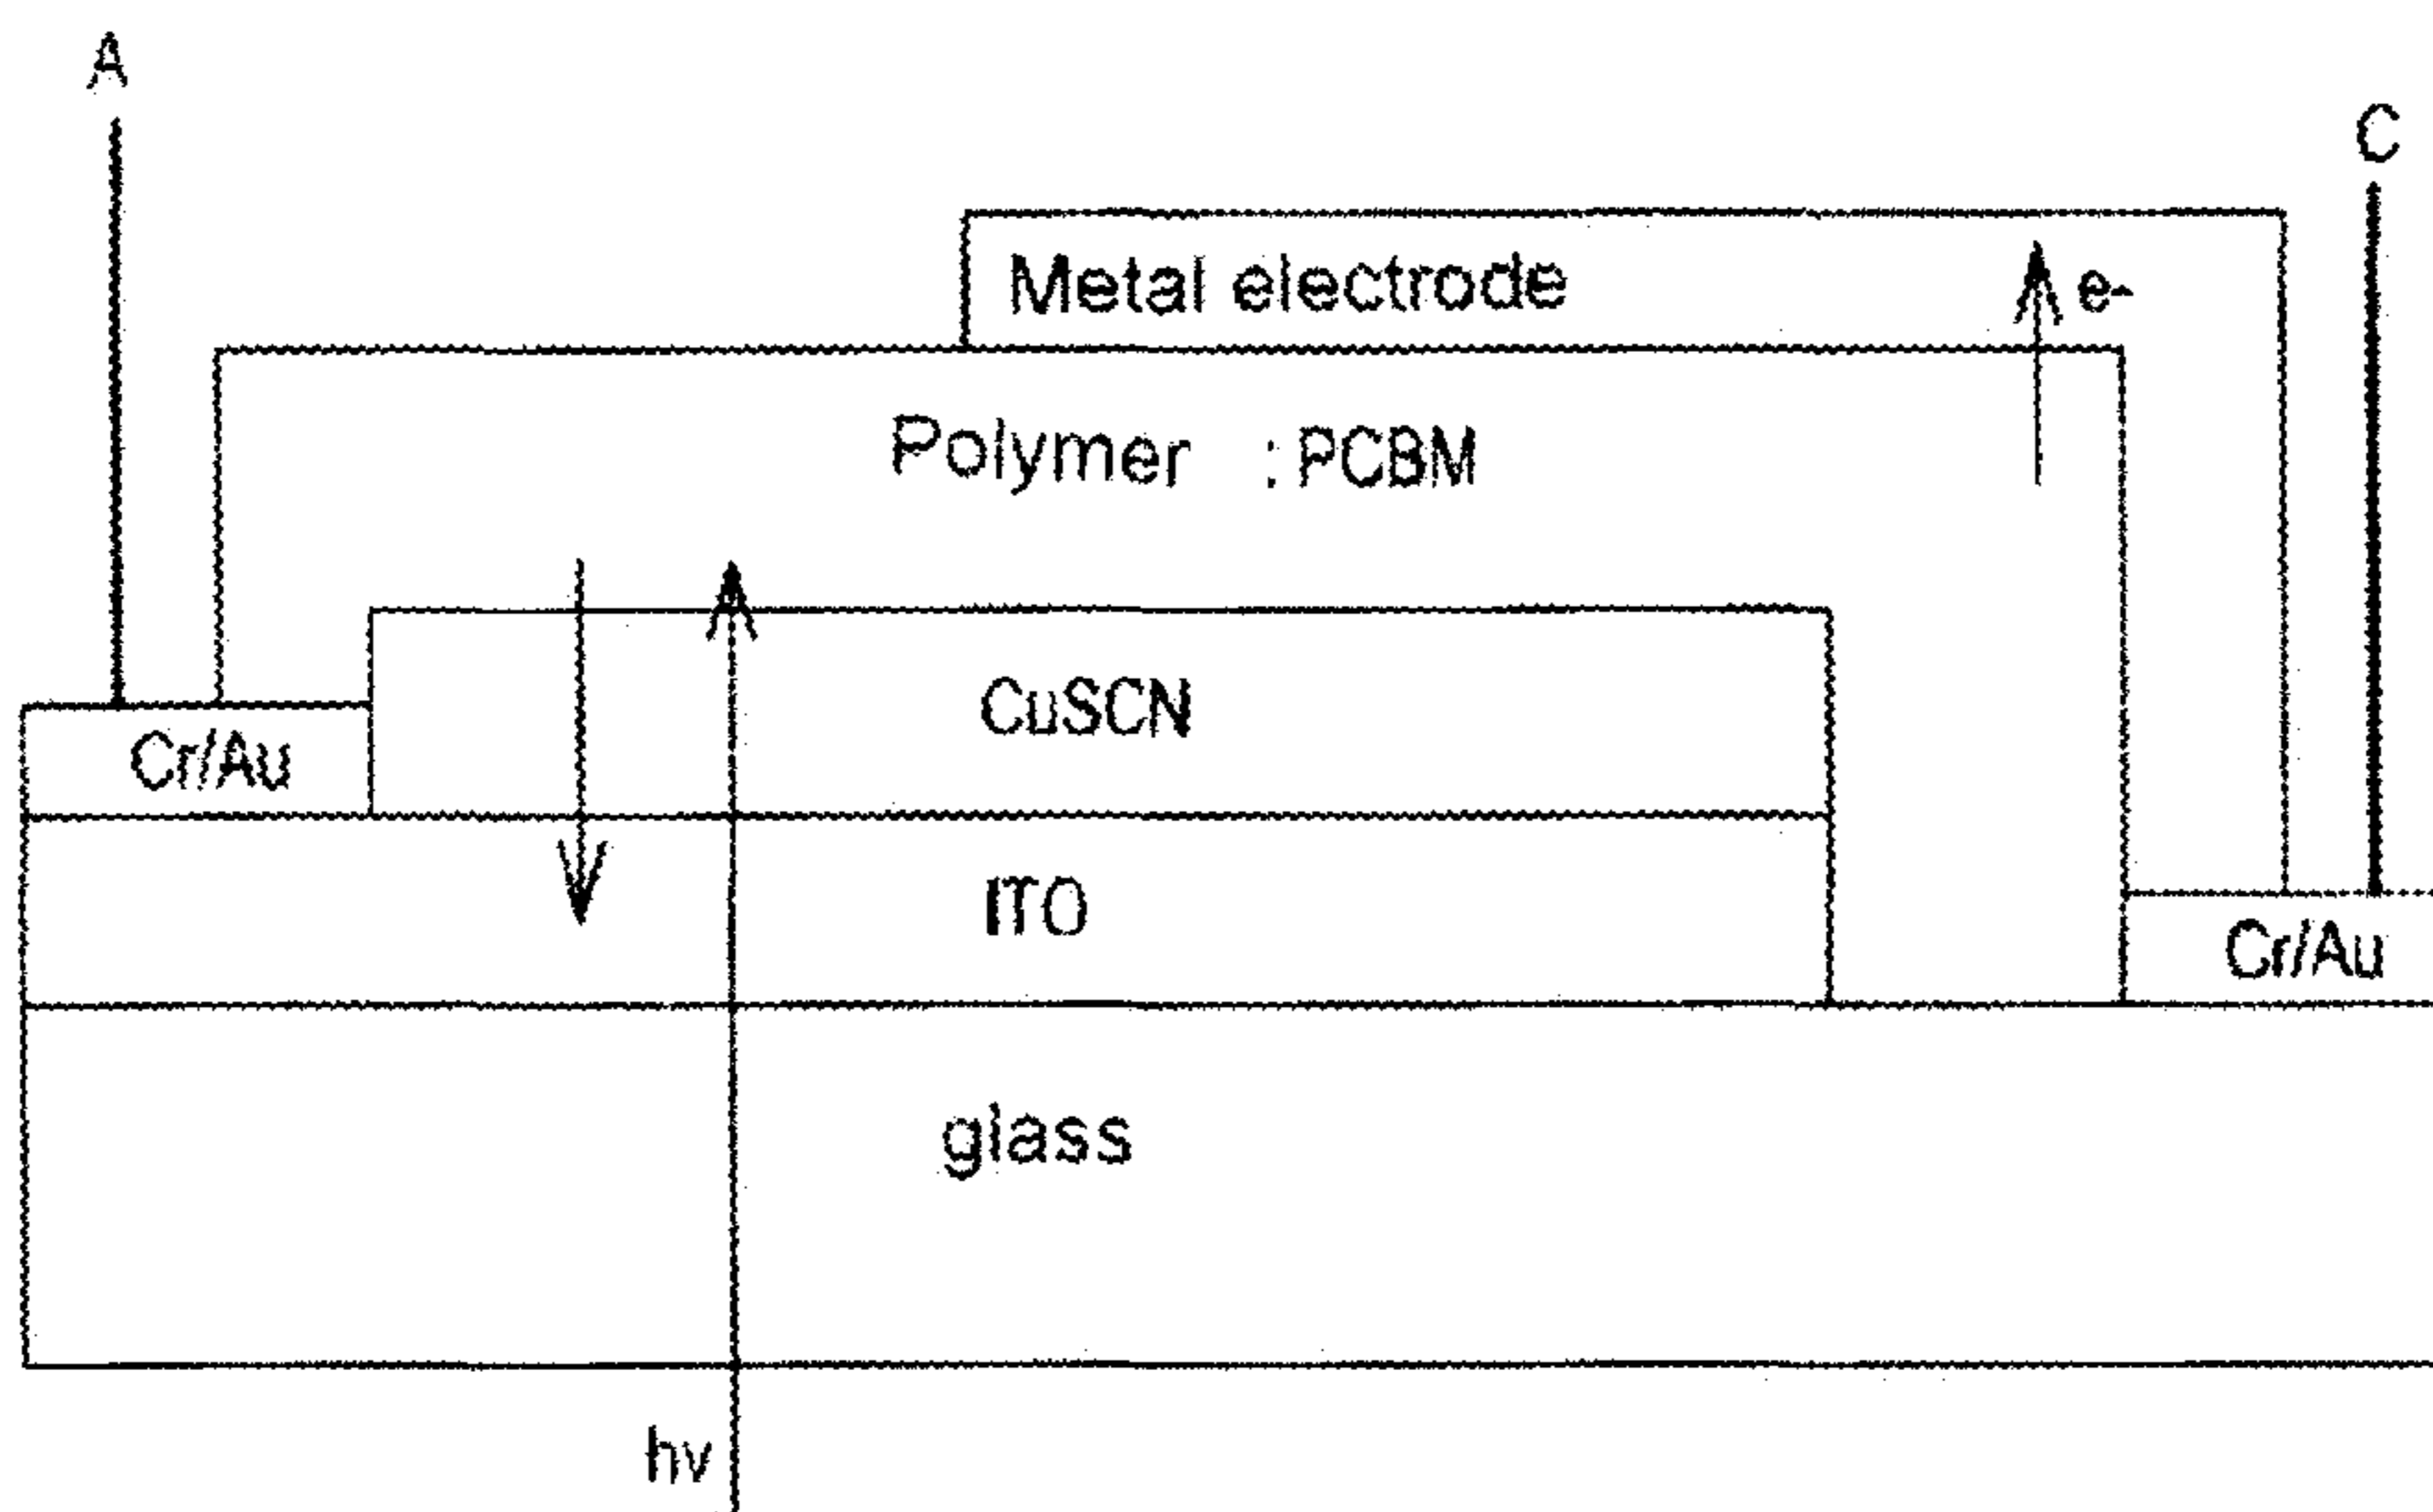 A
C
Metal electrode
e-
Polymer : PCBM
CuSCN
Cr/Au
ITO
Cr/Au
glass
hv